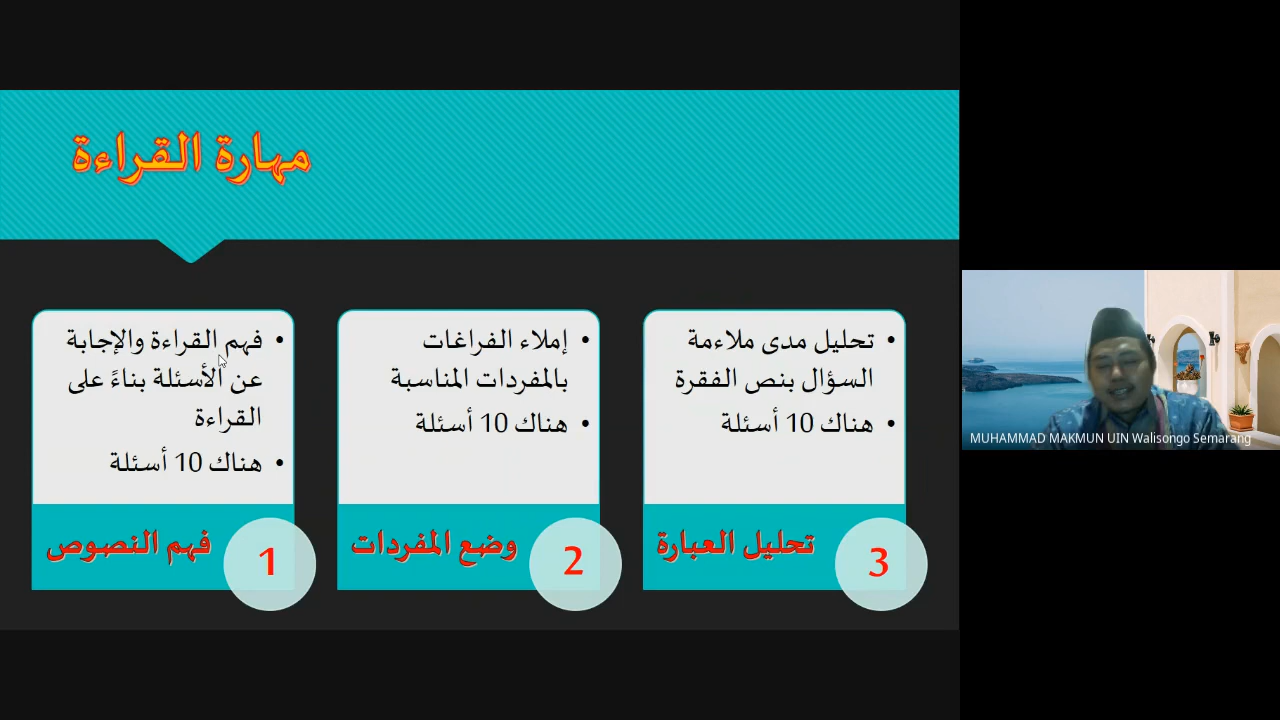 مهارة القراءة
فهم القراءة والإجابة
عن الأسئلة بناءً على
القراءة
هناك 10 أسئلة
فهم النصوص
1
إملاء الفراغات
بالمفردات المناسبة
هناك 10 أسئلة
وضع المفردات
2
تحليل مدى ملاءمة
السؤال بنص الفقرة
هناك 10 أسئلة
تحليل العبارة
3
MUHAMMAD MAKMUN UIN Walisongo Semarang